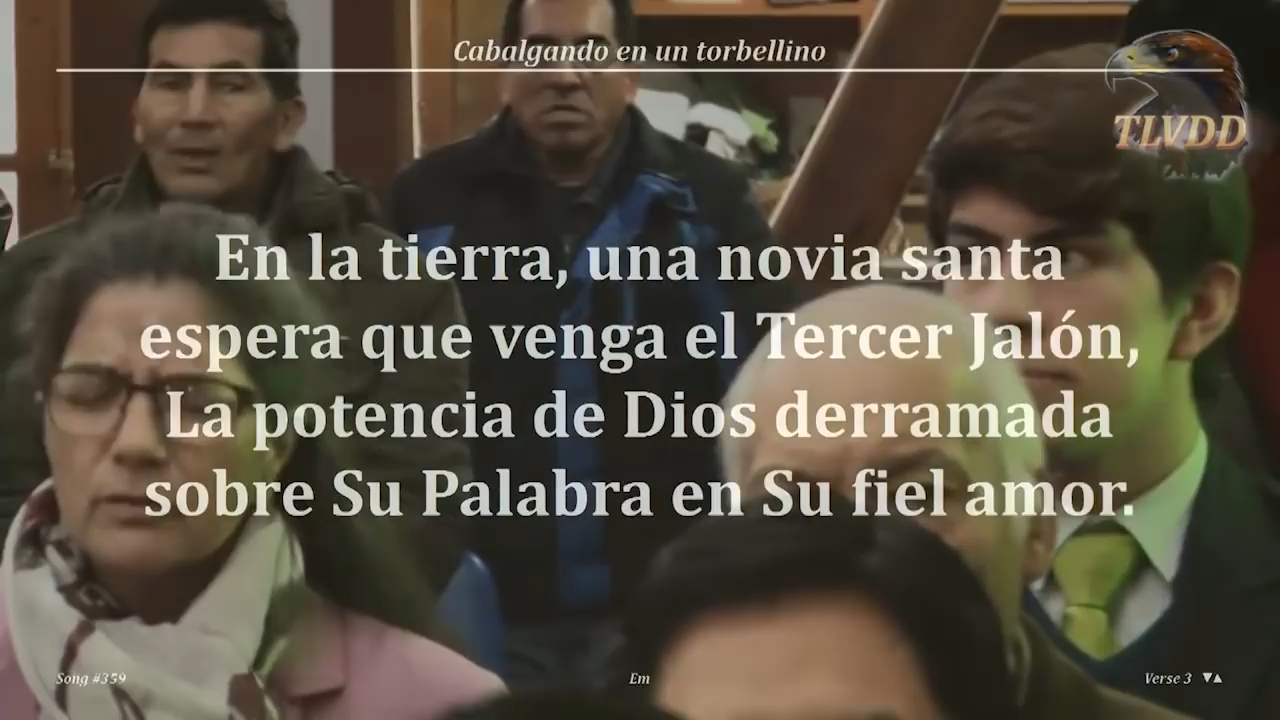 Cabalgando en un torbellino
TLVDD
En la tierra, una novia santa
espera que venga el Tercer Jalón,
La potencia de Dios derramada
sobre Su Palabra en Su fiel amor.
Song #359
Em
Verse 3 ▼▲